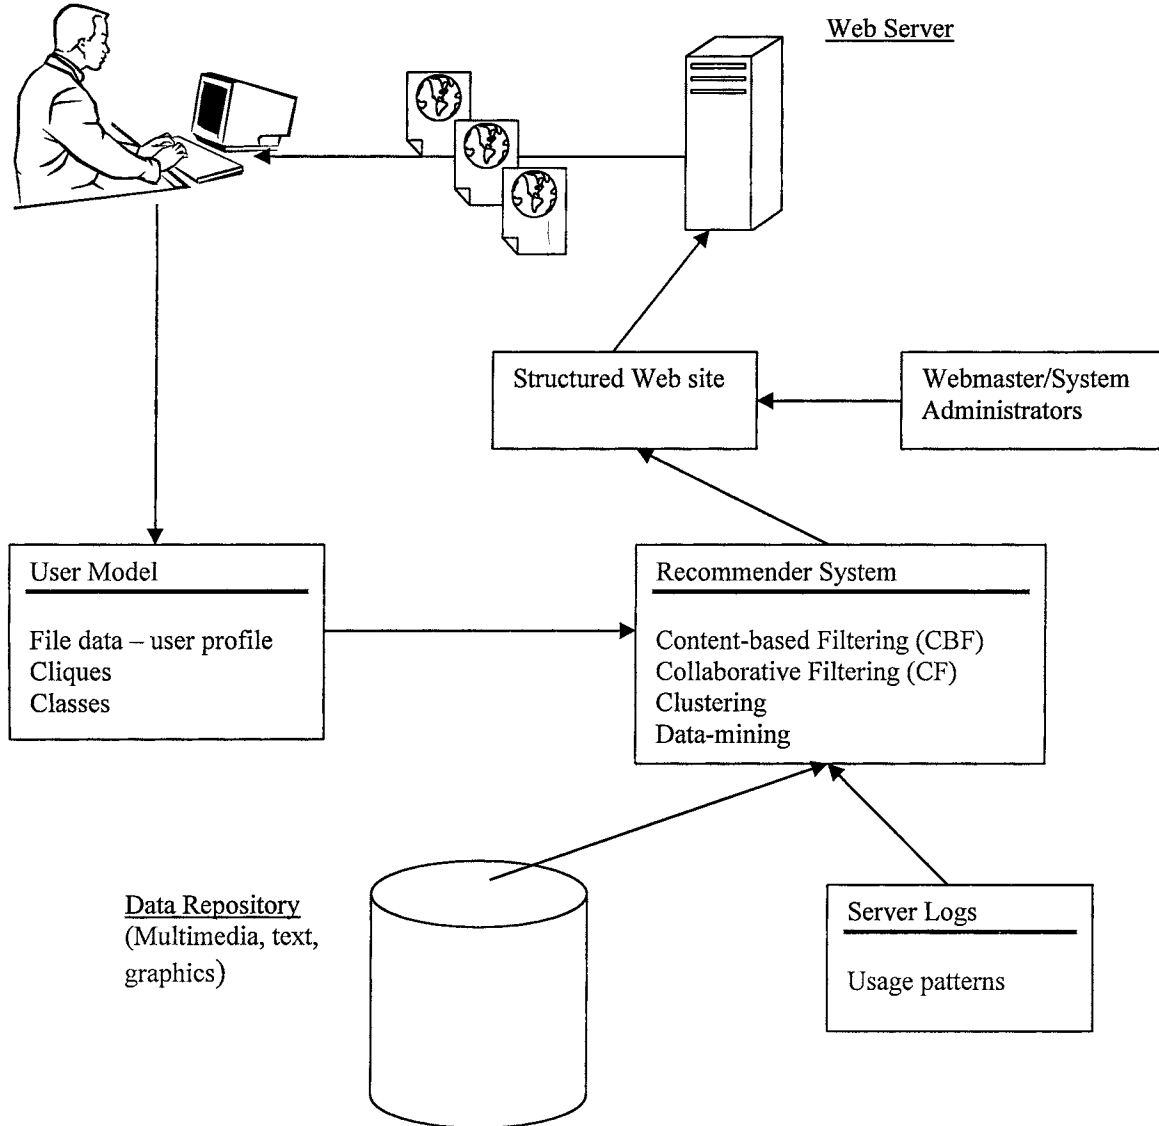 Web Server
Structured Web site
Webmaster/System
Administrators
User Model
File data – user profile
Cliques
Classes
Recommender System
Content-based Filtering (CBF)
Collaborative Filtering (CF)
Clustering
Data-mining
Data Repository
(Multimedia, text,
graphics)
Server Logs
Usage patterns